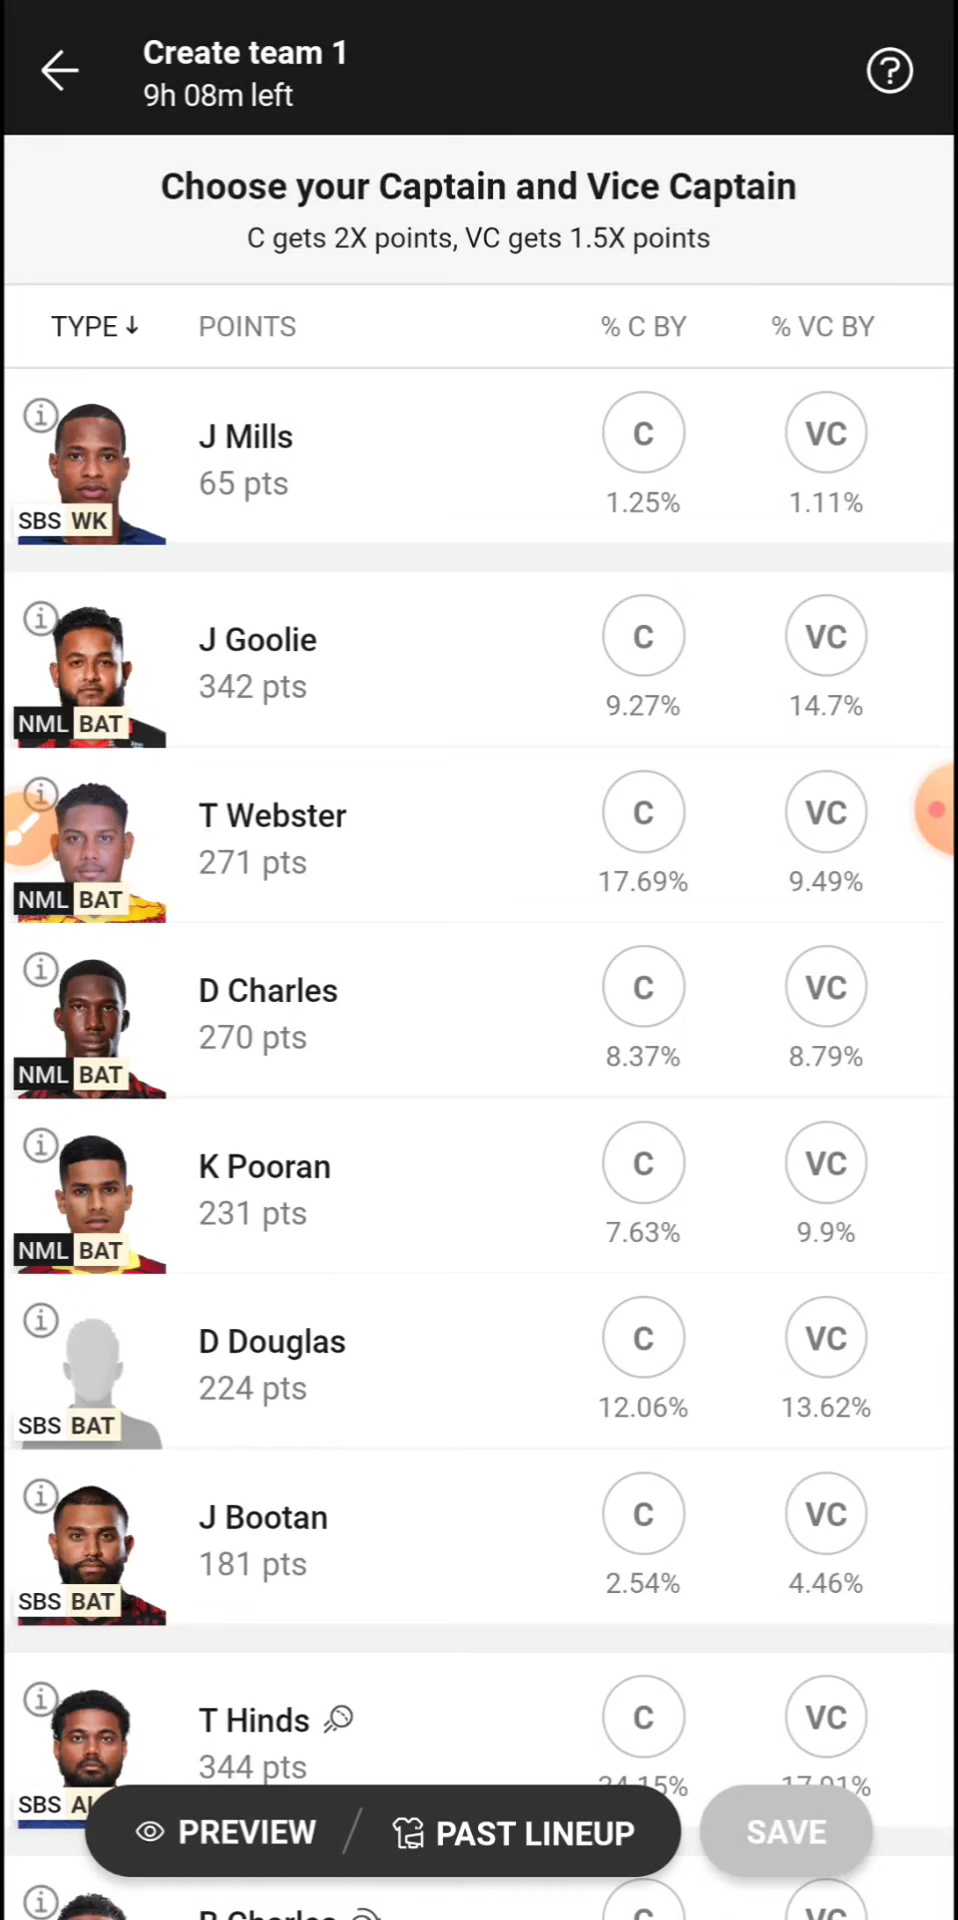 Create team 1
9h 08m left
Choose your Captain and Vice Captain
C gets 2X points, VC gets 1.5X points
TYPE↓ POINTS % C BY % VC BY
J Mills
65 pts
SBS WK
C VC
1.25% 1.11%
J Goolie
342 pts
NML BAT
C VC
9.27% 14.7%
T Webster
271 pts
NML BAT
C VC
17.69% 9.49%
D Charles
270 pts
NML BAT
C VC
8.37% 8.79%
K Pooran
231 pts
NML BAT
C VC
7.63% 9.9%
D Douglas
224 pts
SBS BAT
C VC
12.06% 13.62%
J Bootan
181 pts
SBS BAT
C VC
2.54% 4.46%
T Hinds
344 pts
SBS
C VC
PREVIEW / PAST LINEUP
SAVE
Charles
C VC